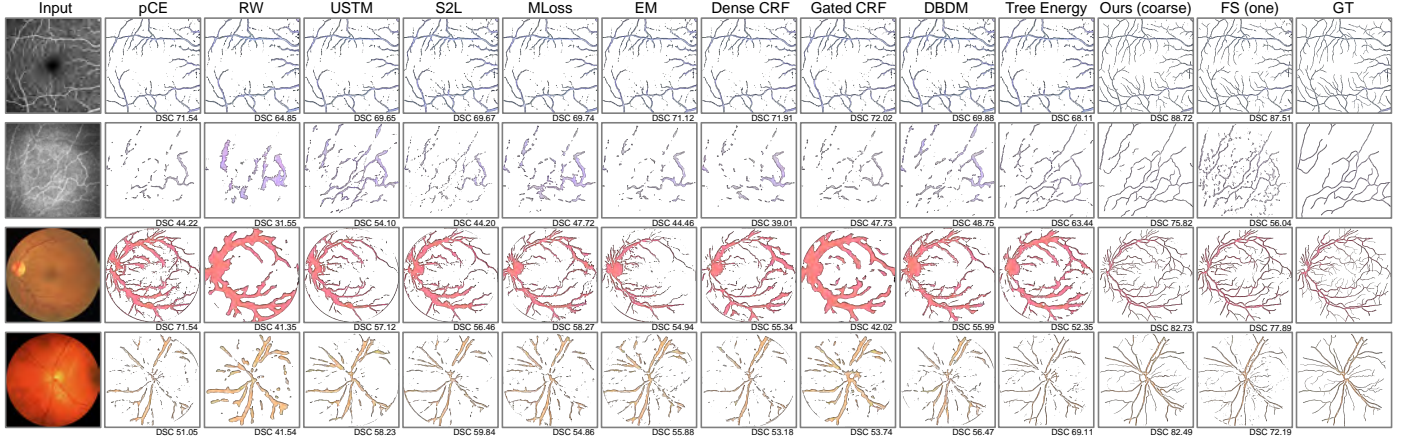 Input pCE RW USTM S2L MLoss EM Dense CRF Gated CRF DBDM Tree Energy Ours (coarse) FS (one) GT
DSC 71.54 DSC 64.85 DSC 69.65 DSC 69.67 DSC 69.74 DSC 71.12 DSC 71.91 DSC 72.02 DSC 69.88 DSC 68.11 DSC 88.72 DSC 87.51
DSC 44.22 DSC 31.55 DSC 54.10 DSC 44.20 DSC 47.72 DSC 44.46 DSC 39.01 DSC 47.73 DSC 48.75 DSC 63.44 DSC 75.82 DSC 56.04
DSC 71.54 DSC 41.35 DSC 57.12 DSC 56.46 DSC 58.27 DSC 54.94 DSC 55.34 DSC 42.02 DSC 55.99 DSC 52.35 DSC 82.73 DSC 77.89
DSC 51.05 DSC 41.54 DSC 58.23 DSC 59.84 DSC 54.86 DSC 55.88 DSC 53.18 DSC 53.74 DSC 56.47 DSC 69.11 DSC 82.49 DSC 72.19